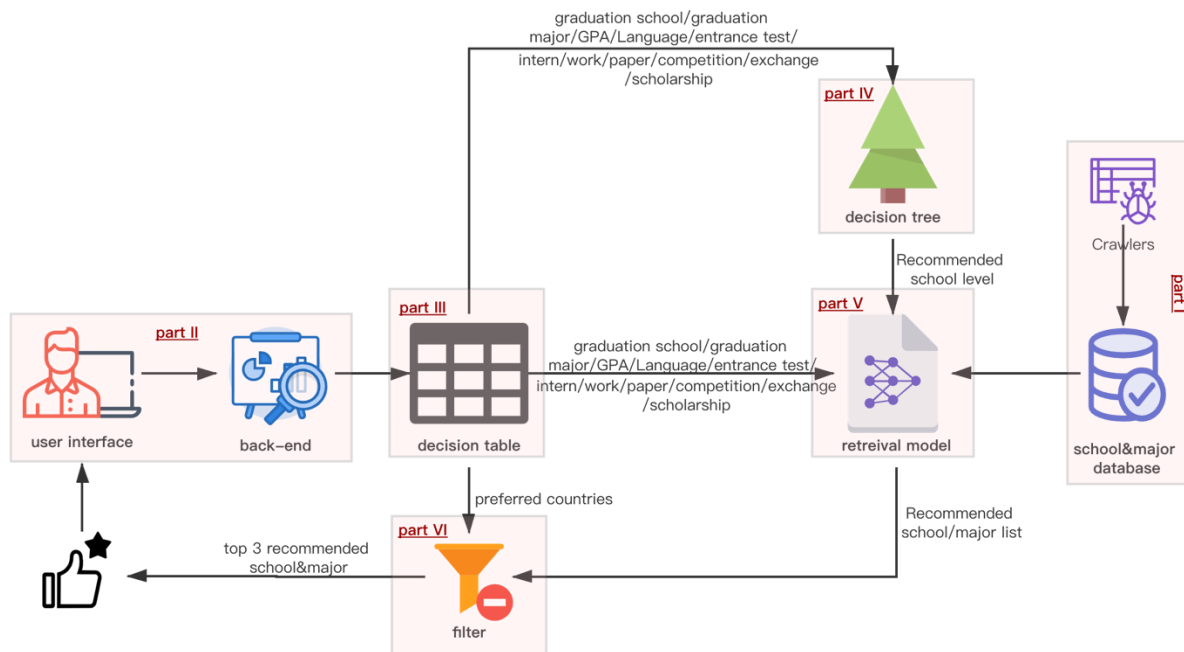 graduation school/graduation
major/GPA/Language/entrance test/
intern/work/paper/competition/exchange
/scholarship
part IV
decision tree
Crawlers
part I
Recommended
school level
part III
part V
part II
graduation school/graduation
major/GPA/Language/entrance test/
intern/work/paper/competition/exchange
/scholarship
user interface
back-end
decision table
retreival model
school&major
database
preferred countries
part VI
Recommended
school/major list
top 3 recommended
school&major
filter